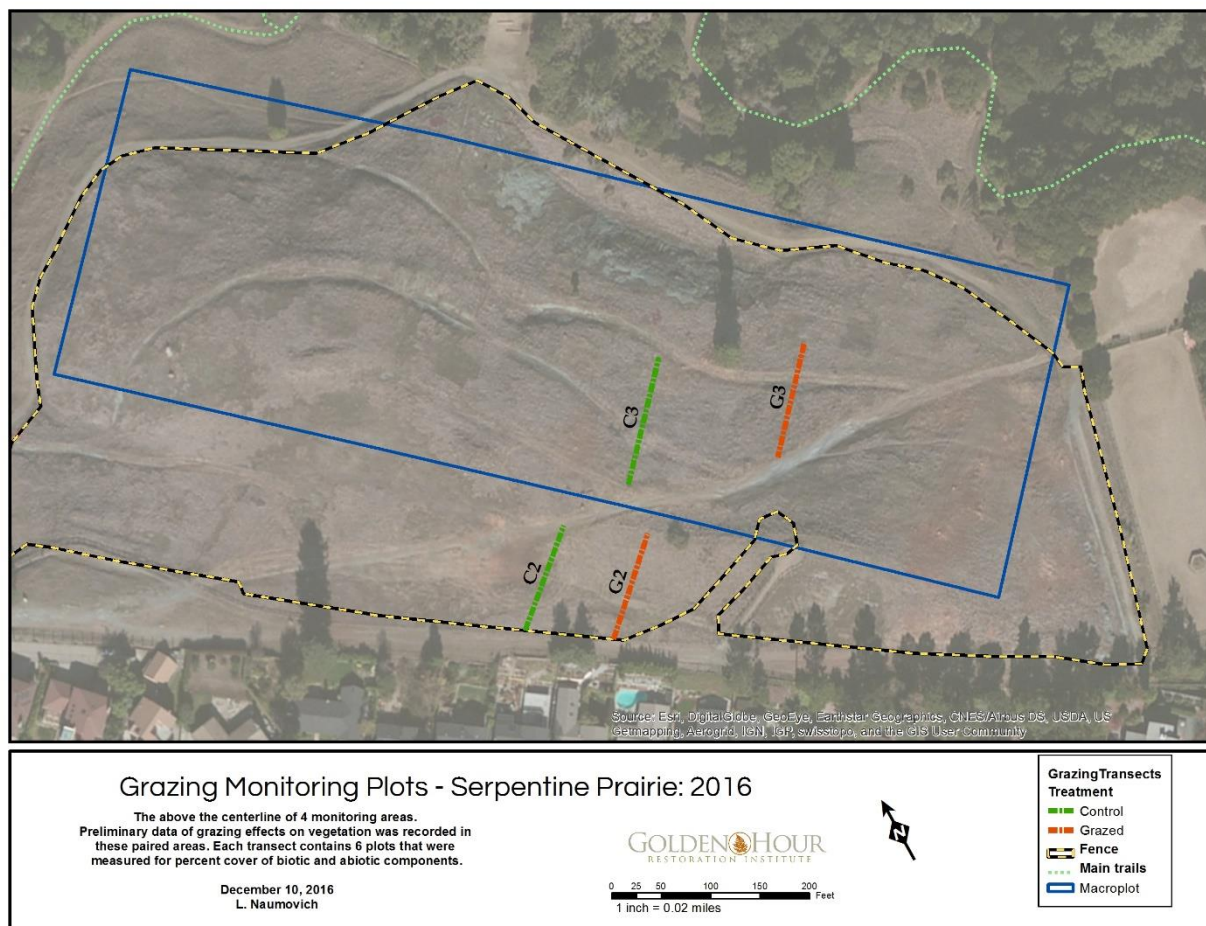 C3
G3
C2
G2
Source: Esri, DigitalGlobe, GeoEye, Earthstar Geographics, CNES/Airbus DS, USDA, US
Getmapping, Aerogrid, IGN, IGP, swisstopo, and the GIS User Community
Grazing Monitoring Plots - Serpentine Prairie: 2016
The above the centerline of 4 monitoring areas.
Preliminary data of grazing effects on vegetation was recorded in
these paired areas. Each transect contains 6 plots that were
measured for percent cover of biotic and abiotic components.
December 10, 2016
L. Naumovich
GOLDEN HOUR
RESTORATION INSTITUTE
0 25 50 100 150 200
Feet
1 inch = 0.02 miles
N
GrazingTransects
Treatment
Control
Grazed
Fence
Main trails
Macroplot